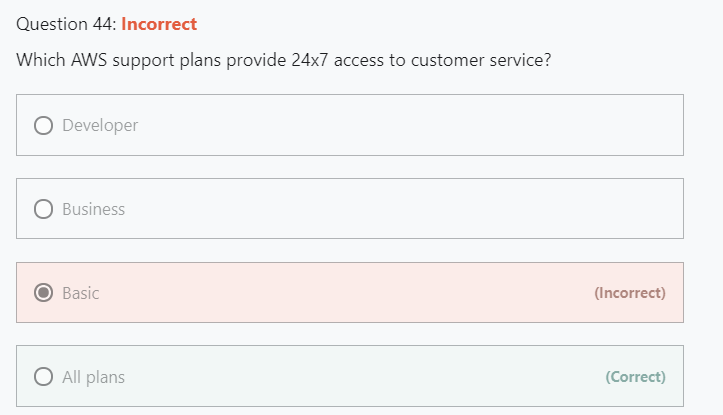 Question 44: Incorrect
Which AWS support plans provide 24x7 access to customer service?
Developer
Business
Basic (Incorrect)
All plans (Correct)